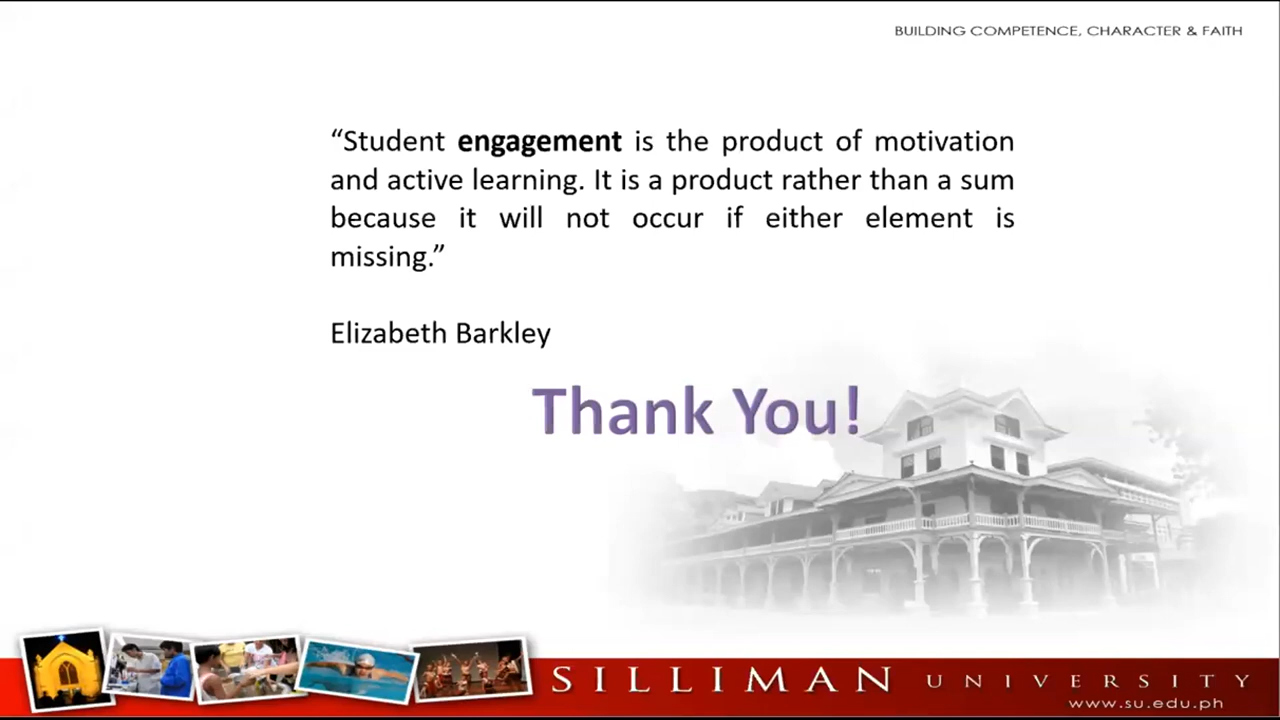 BUILDING COMPETENCE, CHARACTER & FAITH
“Student engagement is the product of motivation
and active learning. It is a product rather than a sum
because it will not occur if either element is
missing.”
Elizabeth Barkley
Thank You!
SILLIMAN UNIVERSITY
www.su.edu.ph